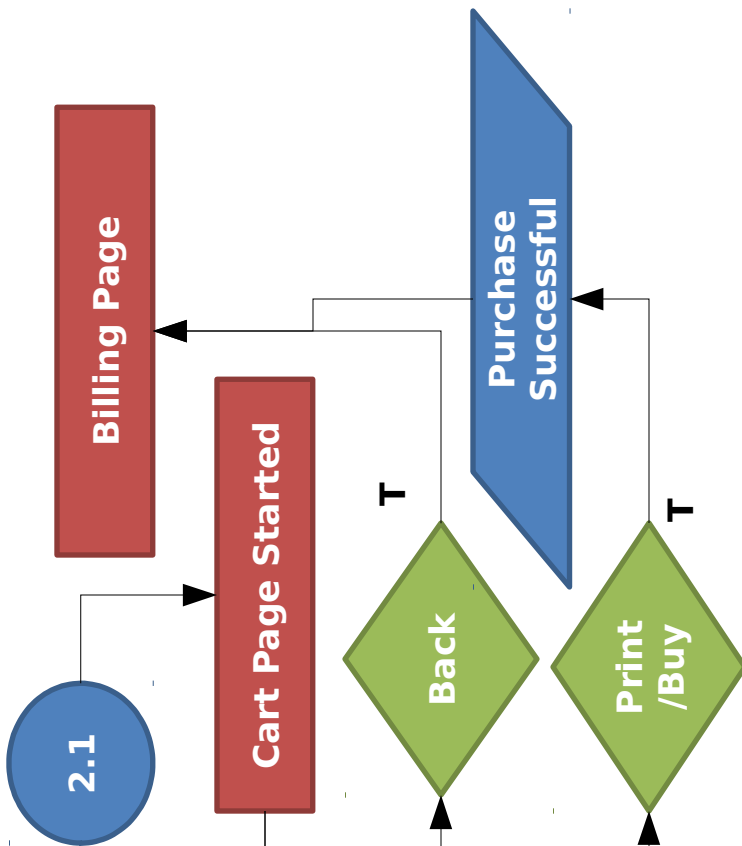 2.1
Billing Page
Cart Page Started
Back
T
Purchase
Successful
Print
/Buy
T